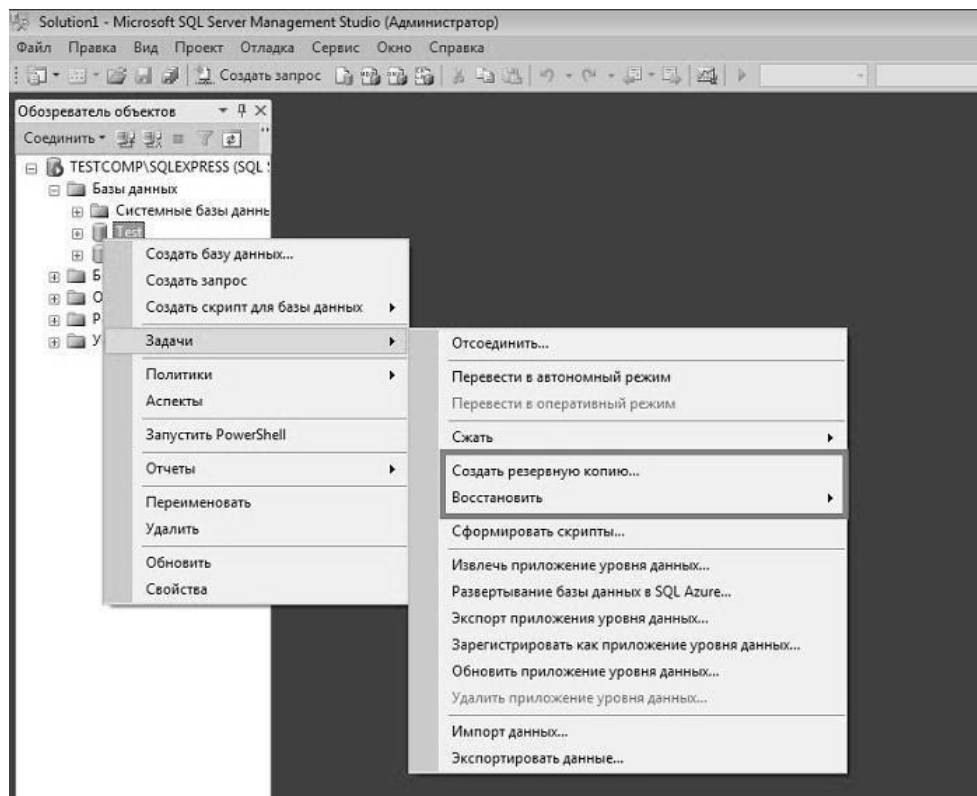 Solution1 - Microsoft SQL Server Management Studio (Администратор)
Файл Правка Вид Проект Отладка Сервис Окно Справка
Создать запрос
Обозреватель объектов
Соединить
TESTCOMP\SQLEXPRESS (SQL
Базы данных
Системные базы даннь
Test
Б
О
Р
У
Создать базу данных...
Создать запрос
Создать скрипт для базы данных
Задачи
Политики
Аспекты
Запустить PowerShell
Отчеты
Переименовать
Удалить
Обновить
Свойства
Отсоединить...
Перевести в автономный режим
Перевести в оперативный режим
Сжать
Создать резервную копию...
Восстановить
Сформировать скрипты...
Извлечь приложение уровня данных...
Развертывание базы данных в SQL Azure...
Экспорт приложения уровня данных...
Зарегистрировать как приложение уровня данных...
Обновить приложение уровня данных...
Удалить приложение уровня данных...
Импорт данных...
Экспортировать данные...